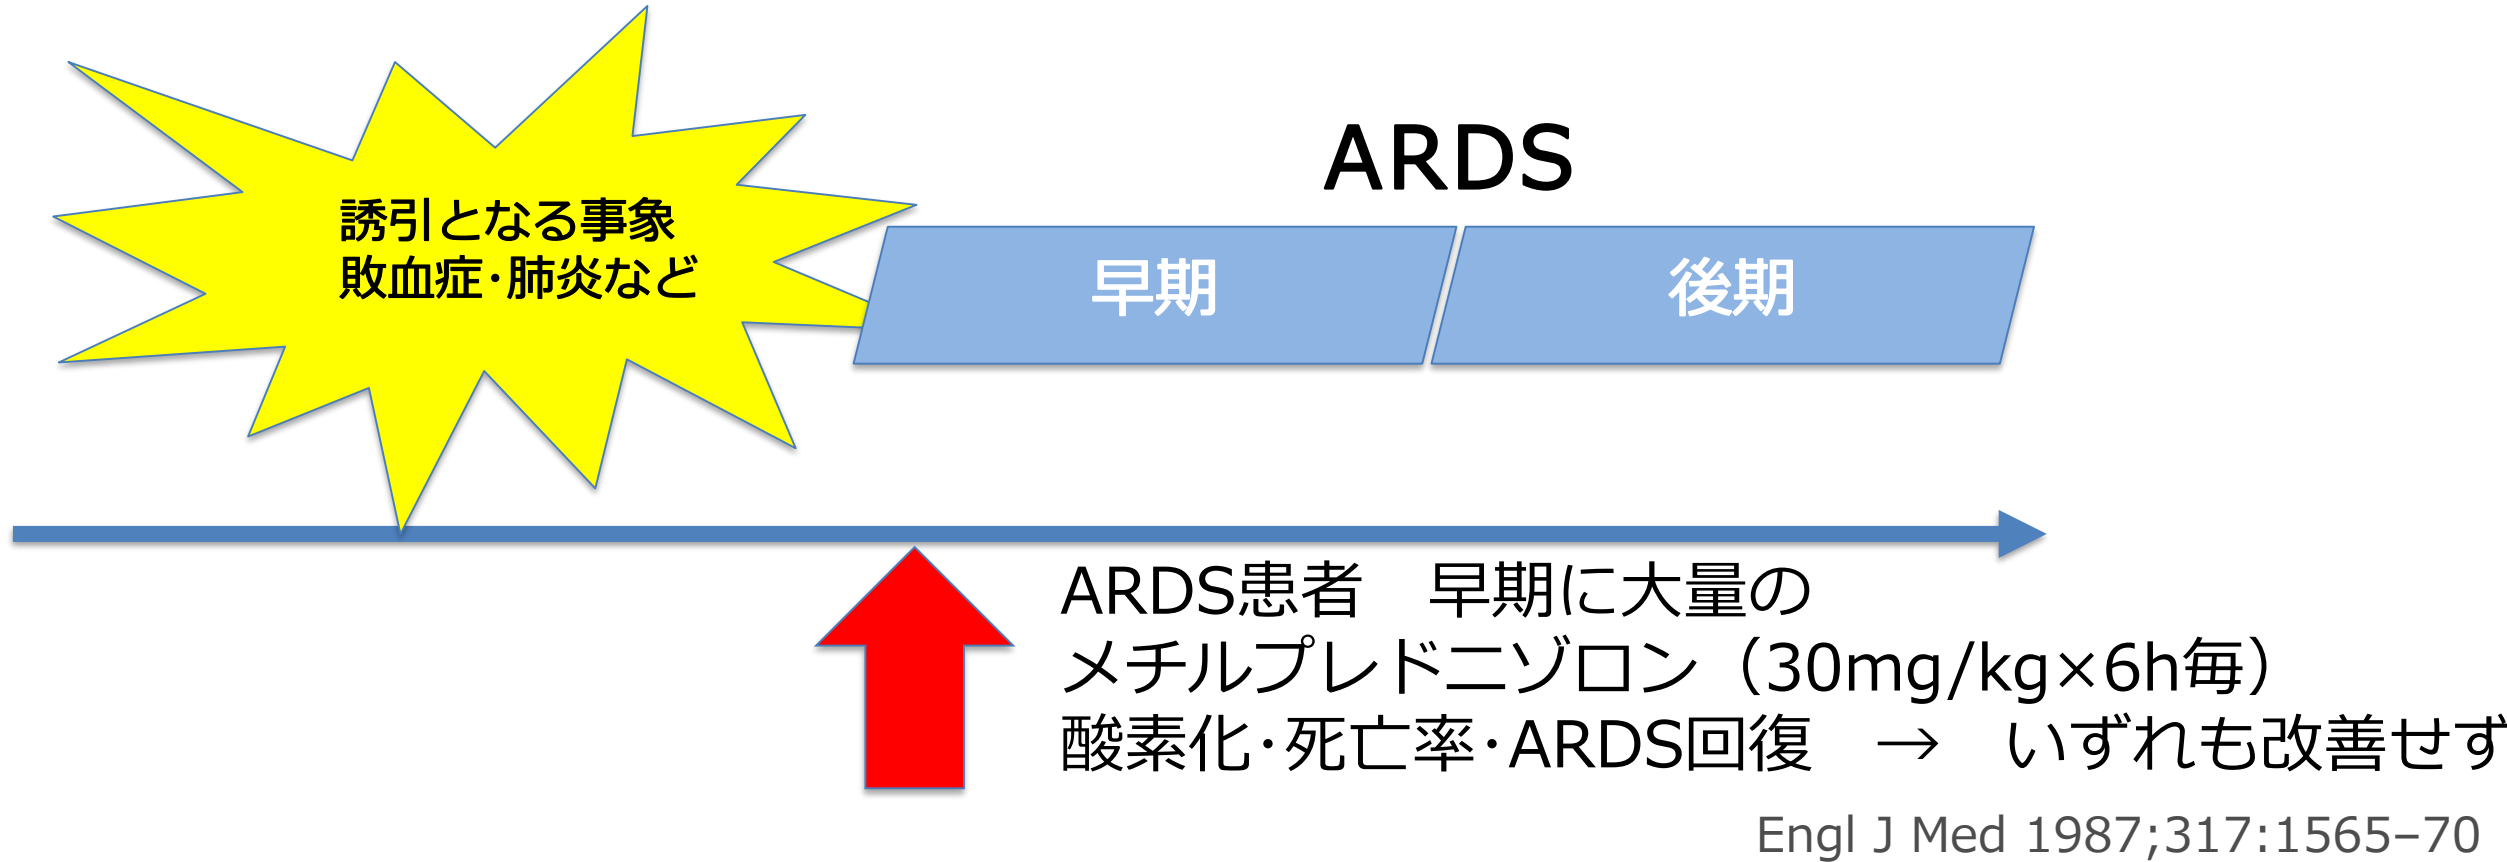 ARDS
誘引となる事象
敗血症・肺炎など
早期
後期
ARDS患者　早期に大量の
メチルプレドニゾロン（30mg/kg×6h毎）
酸素化・死亡率・ARDS回復　→　いずれも改善せず
Engl J Med 1987;317:1565-70